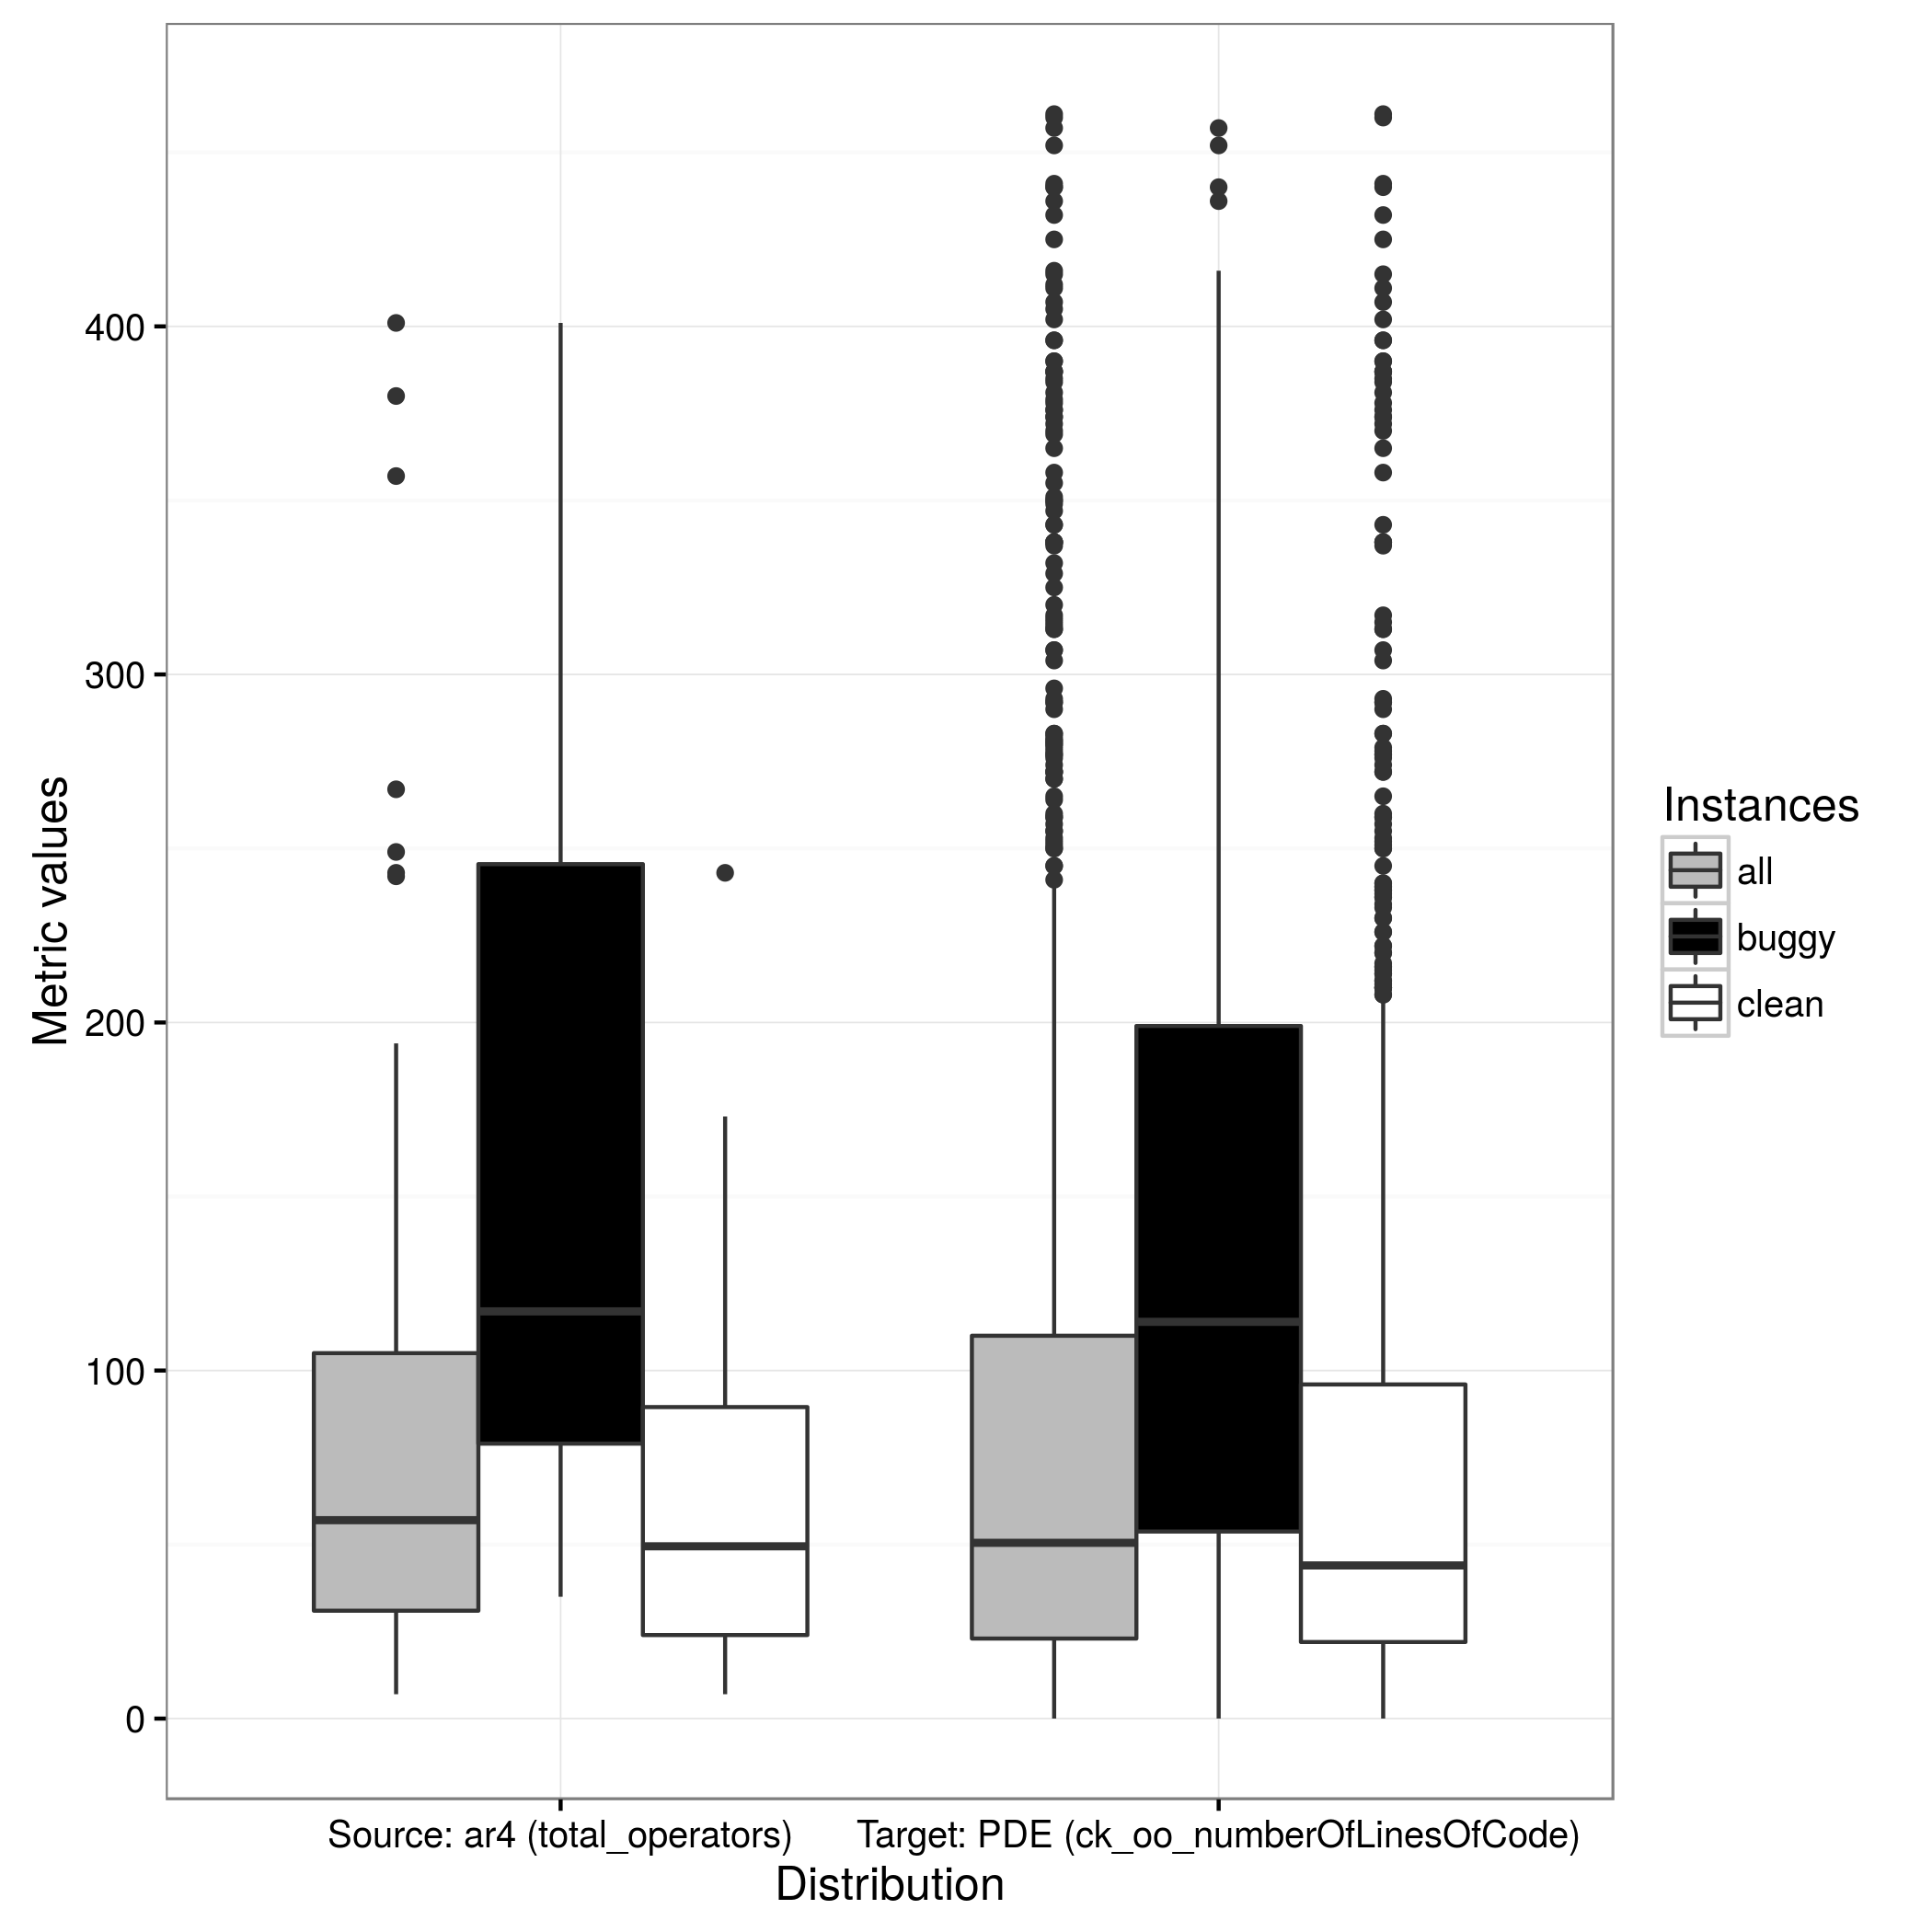 Metric values
400
300
200
100
0
Source: ar4 (total_operators)
Target: PDE (ck_oo_numberOfLinesOfCode)
Distribution
Instances
all
buggy
clean